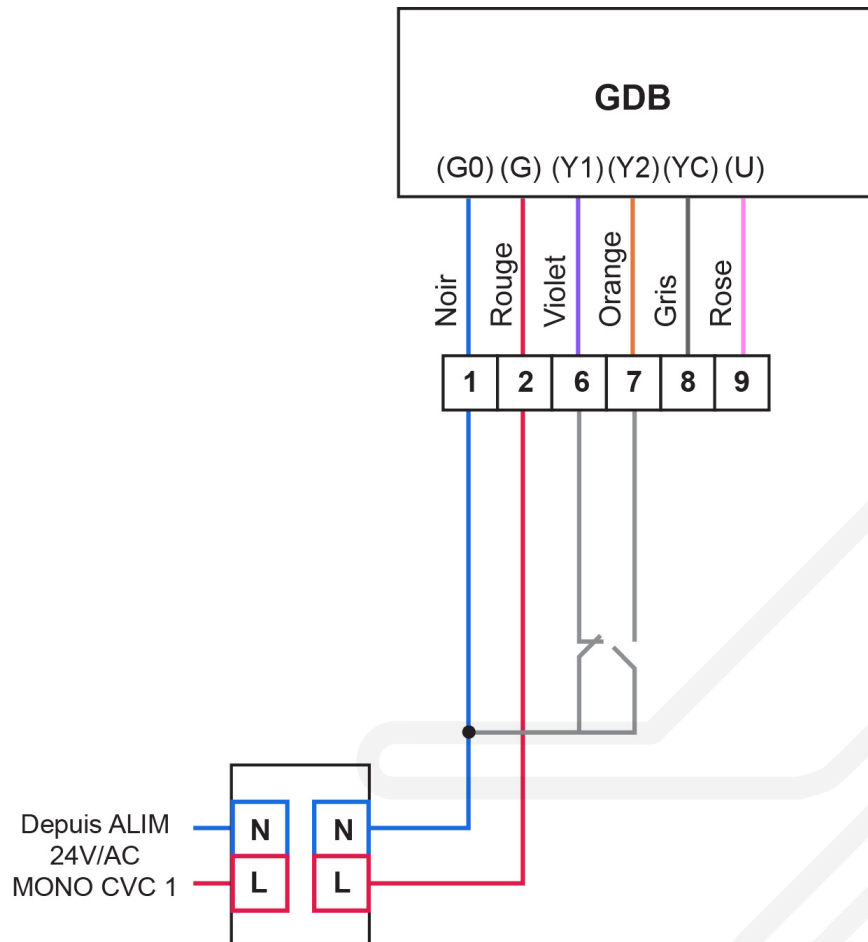 GDB
(G0) (G) (Y1) (Y2) (YC) (U)
Noir
Rouge
Violet
Orange
Gris
Rose
1 2 6 7 8 9
Depuis ALIM
24V/AC
MONO CVC 1
N N
L L